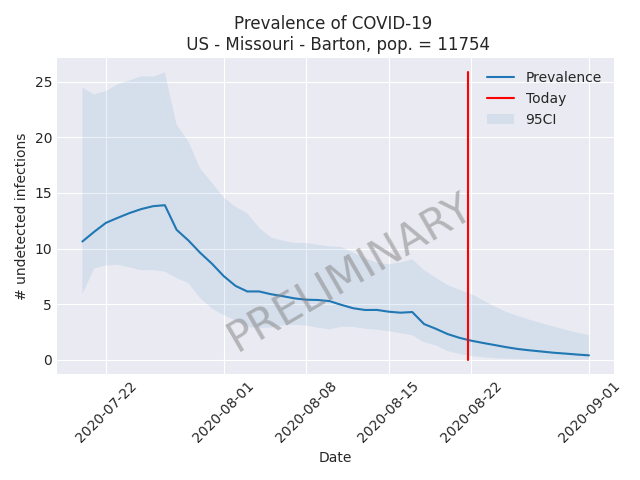 Prevalence of COVID-19
US - Missouri - Barton, pop. = 11754
# undetected infections
25
20
15
10
5
0
Prevalence
Today
95CI
PRELIMINARY
2020-07-22
2020-08-01
2020-08-08
2020-08-15
2020-08-22
2020-09-01
Date